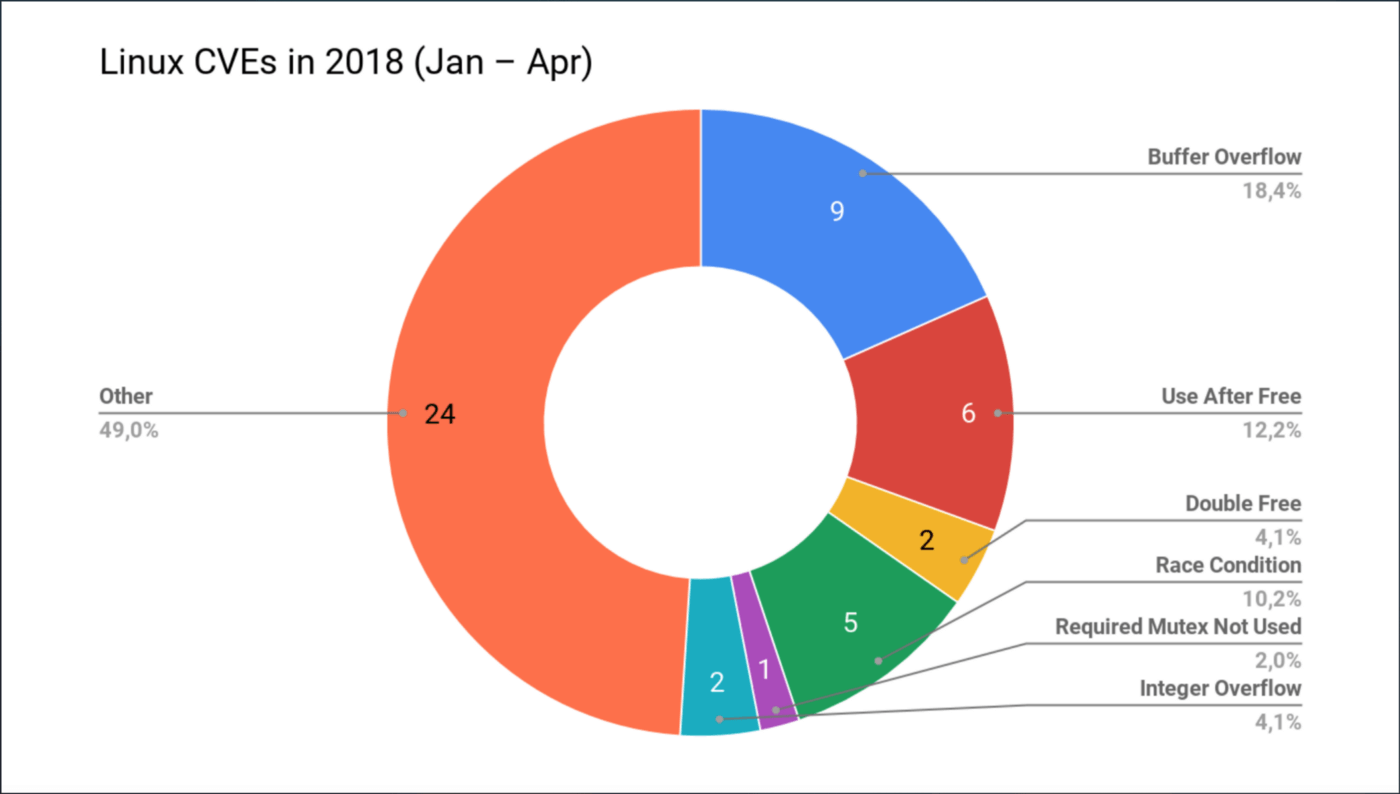 Linux CVEs in 2018 (Jan – Apr)
Buffer Overflow
18,4%
9
Other
49,0%
24
6
Use After Free
12,2%
Double Free
4,1%
2
Race Condition
10,2%
5
Required Mutex Not Used
2,0%
1
Integer Overflow
4,1%
2